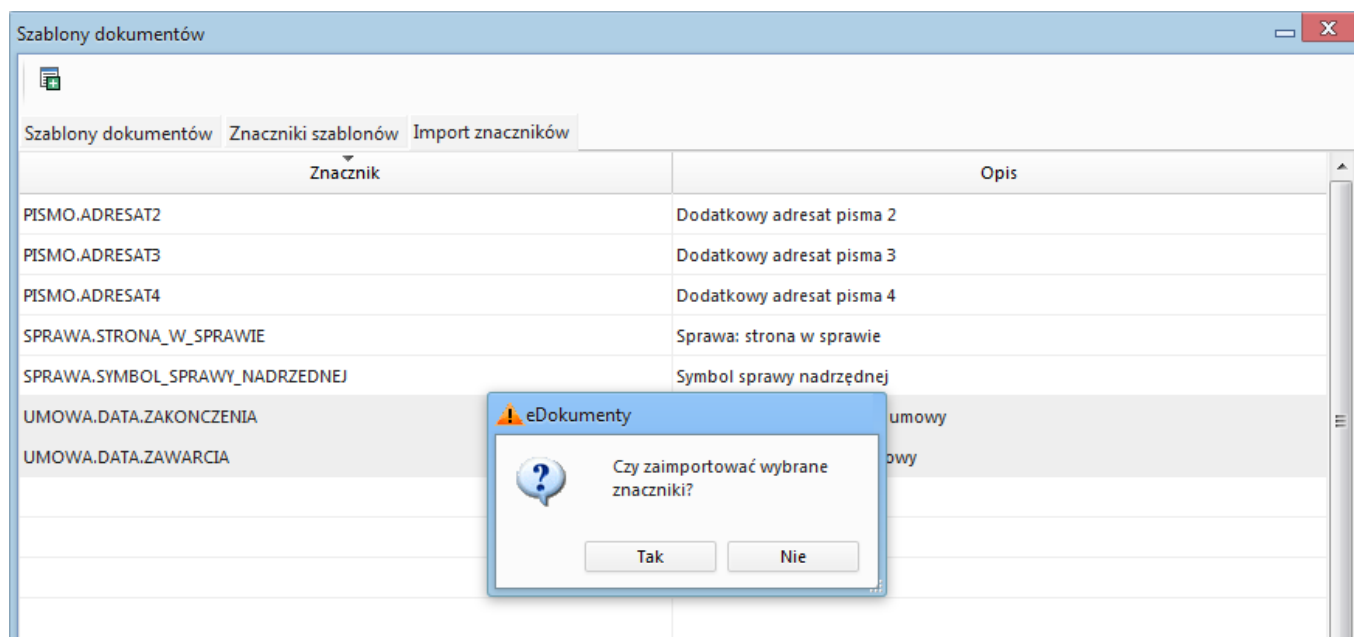 Szablony dokumentów
Szablony dokumentów Znaczniki szablonów Import znaczników
Znacznik Opis
PISMO.ADRESAT2 Dodatkowy adresat pisma 2
PISMO.ADRESAT3 Dodatkowy adresat pisma 3
PISMO.ADRESAT4 Dodatkowy adresat pisma 4
SPRAWA.STRONA_W_SPRAWIE Sprawa: strona w sprawie
SPRAWA.SYMBOL_SPRAWY_NADRZEDNEJ Symbol sprawy nadrzędnej
UMOWA.DATA.ZAKONCZENIA umowy
UMOWA.DATA.ZAWARCIA
eDokumenty
Czy zaimportować wybrane
znaczniki?
Tak Nie